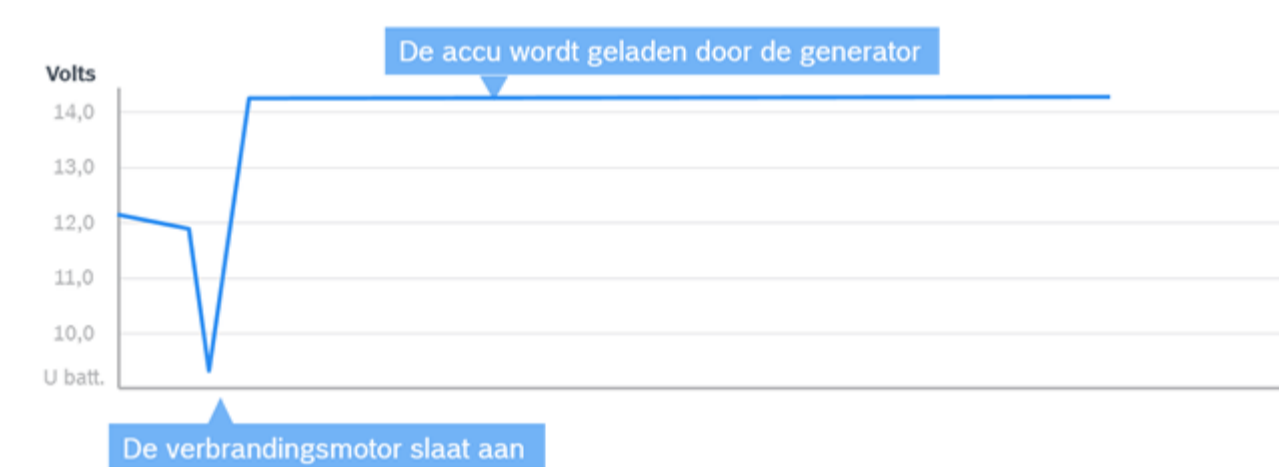 De accu wordt geladen door de generator
Volts
14,0
13,0
12,0
11,0
10,0
U batt.
De verbrandingsmotor slaat aan